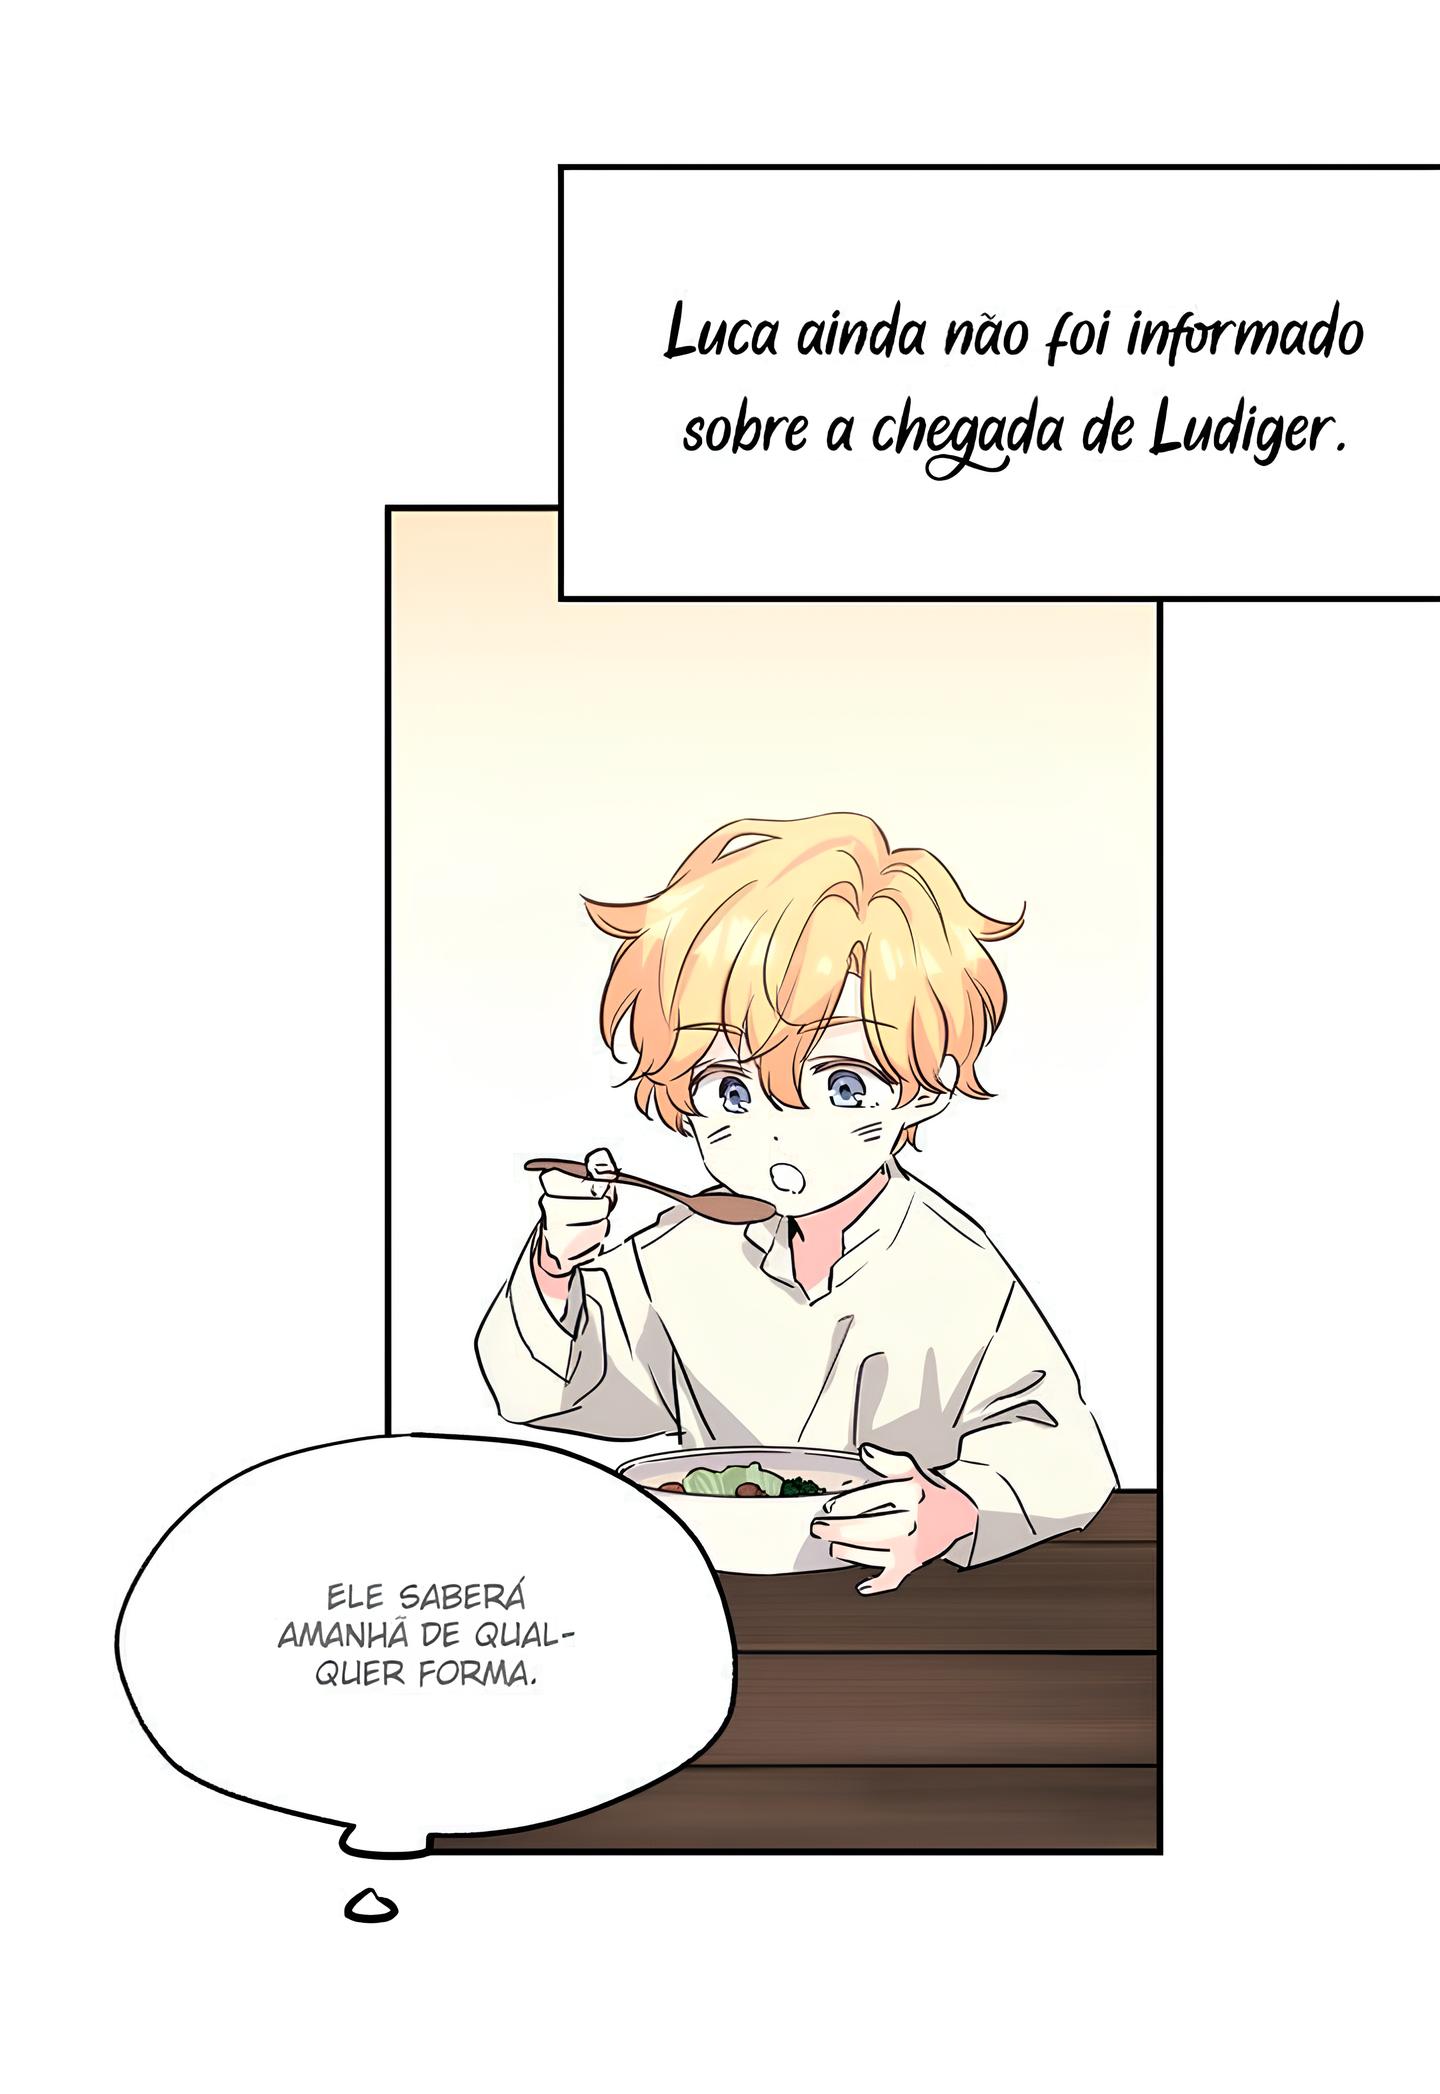 Luca ainda não foi informado
sobre a chegada de Ludiger.
ELE SABERÁ
AMANHÃ DE QUAL-
QUER FORMA.